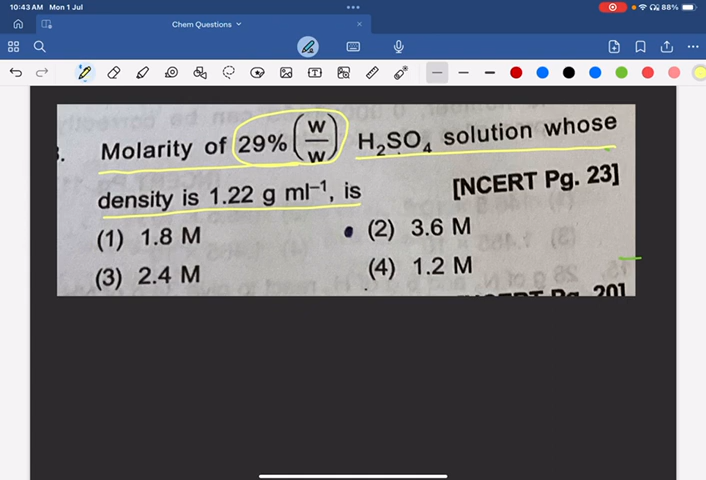 10:43 AM Mon 1 Jul
88%
Chem Questions
Molarity of 29% (w/w) H₂SO₄ solution whose
density is 1.22 g ml⁻¹, is [NCERT Pg. 23]
(1) 1.8 M (2) 3.6 M
(3) 2.4 M (4) 1.2 M